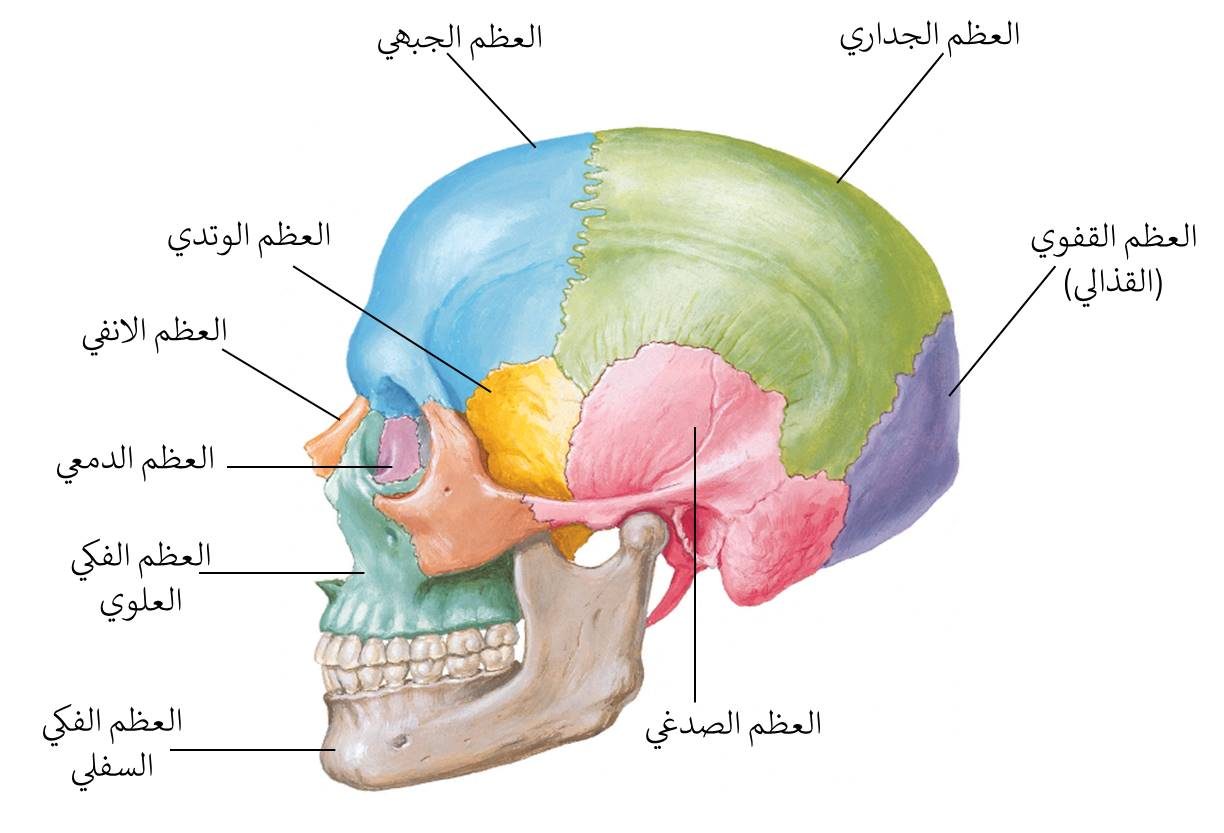 العظم الجداري
العظم الجبهي
العظم القفوي
(القذالي)
العظم الوتدي
العظم الانفي
العظم الدمعي
العظم الفكي
العلوي
العظم الصدغي
العظم الفكي
السفلي